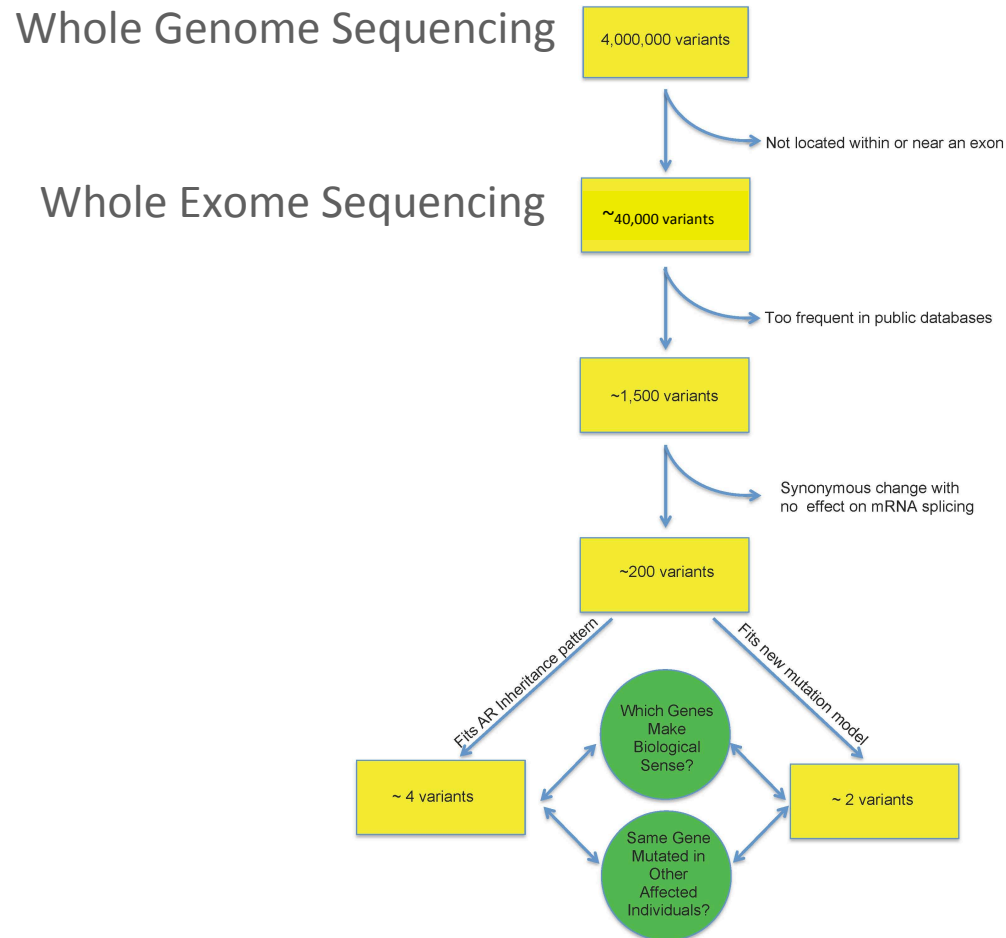 Whole Genome Sequencing
4,000,000 variants
Not located within or near an exon
Whole Exome Sequencing
~40,000 variants
Too frequent in public databases
~1,500 variants
Synonymous change with
no effect on mRNA splicing
~200 variants
Fits AR Inheritance pattern
Fits new mutation model
Which Genes
Make
Biological
Sense?
~ 4 variants
~ 2 variants
Same Gene
Mutated in
Other
Affected
Individuals?